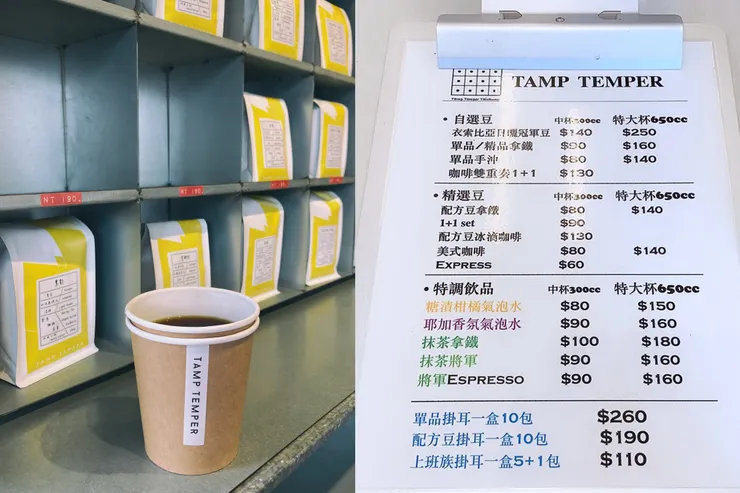 NT 190.
NT 190.
TAMP TEMPER
TAMP TEMPER
TAMP TEMPER
• 自選豆 中杯300cc 特大杯650cc
衣索比亞日曬冠軍豆 $140 $250
單品/精品拿鐵 $90 $160
單品手沖 $80 $140
咖啡雙重奏1+1 $130
• 精選豆 中杯300cc 特大杯650cc
配方豆拿鐵 $80 $140
1+1 set $90
配方豆冰滴咖啡 $130
美式咖啡 $80 $140
EXPRESS $60
• 特調飲品 中杯300cc 特大杯650cc
糖漬柑橘氣泡水 $80 $150
耶加香氛氣泡水 $90 $160
抹茶拿鐵 $100 $180
抹茶將軍 $90 $160
將軍ESPRESSO $90 $160
單品掛耳一盒10包 $260
配方豆掛耳一盒10包 $190
上班族掛耳一盒5+1包 $110